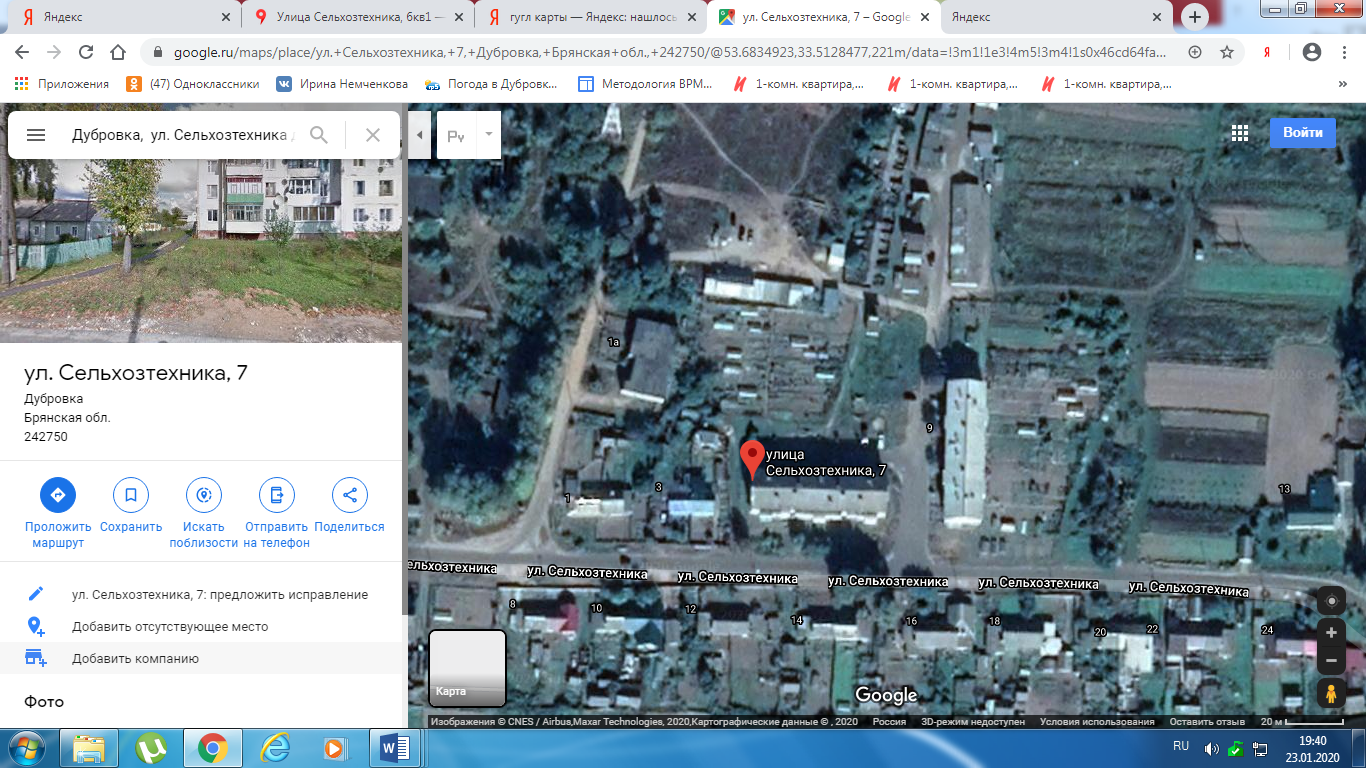 Яндекс
Улица Сельхозтехника, 6кв1 —
гугл карты — Яндекс: нашлось
ул. Сельхозтехника, 7 – Google
Яндекс
google.ru/maps/place/ул.+Сельхозтехника,+7,+Дубровка,+Брянская+обл.,+242750/@53.6834923,33.5128477,221m/data=!3m1!1e3!4m5!3m4!1s0x46cd64fa...
Приложения
(47) Одноклассники
Ирина Немченкова
Погода в Дубровк...
Методология ВРМ...
1-комн. квартира,...
1-комн. квартира,...
1-комн. квартира,...
Дубровка, ул. Сельхозтехника
Ру
Войти
ул. Сельхозтехника, 7
Дубровка
Брянская обл.
242750
Проложить маршрут
Сохранить
Искать поблизости
Отправить на телефон
Поделиться
ул. Сельхозтехника, 7: предложить исправление
Добавить отсутствующее место
Добавить компанию
Фото
1а
9
улица
Сельхозтехника, 7
1
3
13
ельхозтехника
ул. Сельхозтехника
ул. Сельхозтехника
ул. Сельхозтехника
ул. Сельхозтехника
ул. Сельхозтехника
8
10
12
14
16
18
20
22
24
Карта
Google
Изображения © CNES / Airbus,Maxar Technologies, 2020,Картографические данные © , 2020
Россия
3D-режим недоступен
Условия использования
Оставить отзыв
20 м
RU
19:40
23.01.2020